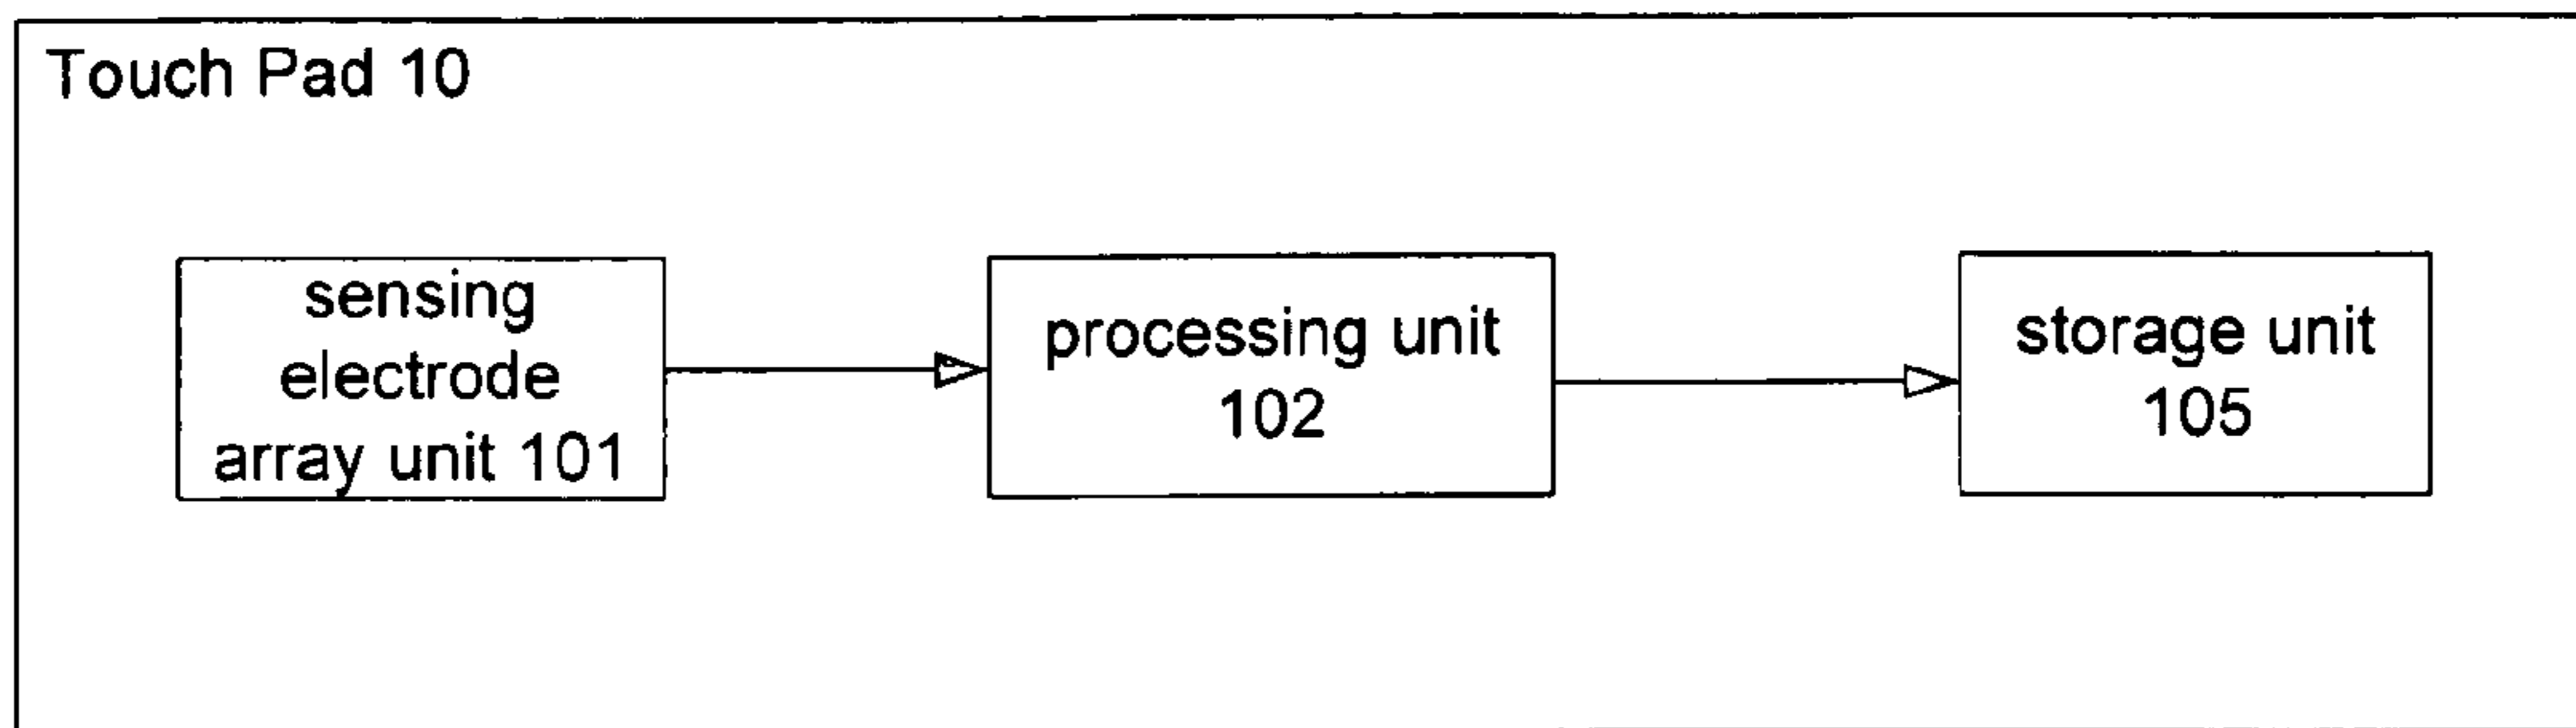 Touch Pad 10
sensing
electrode
array unit 101
processing unit
102
storage unit
105